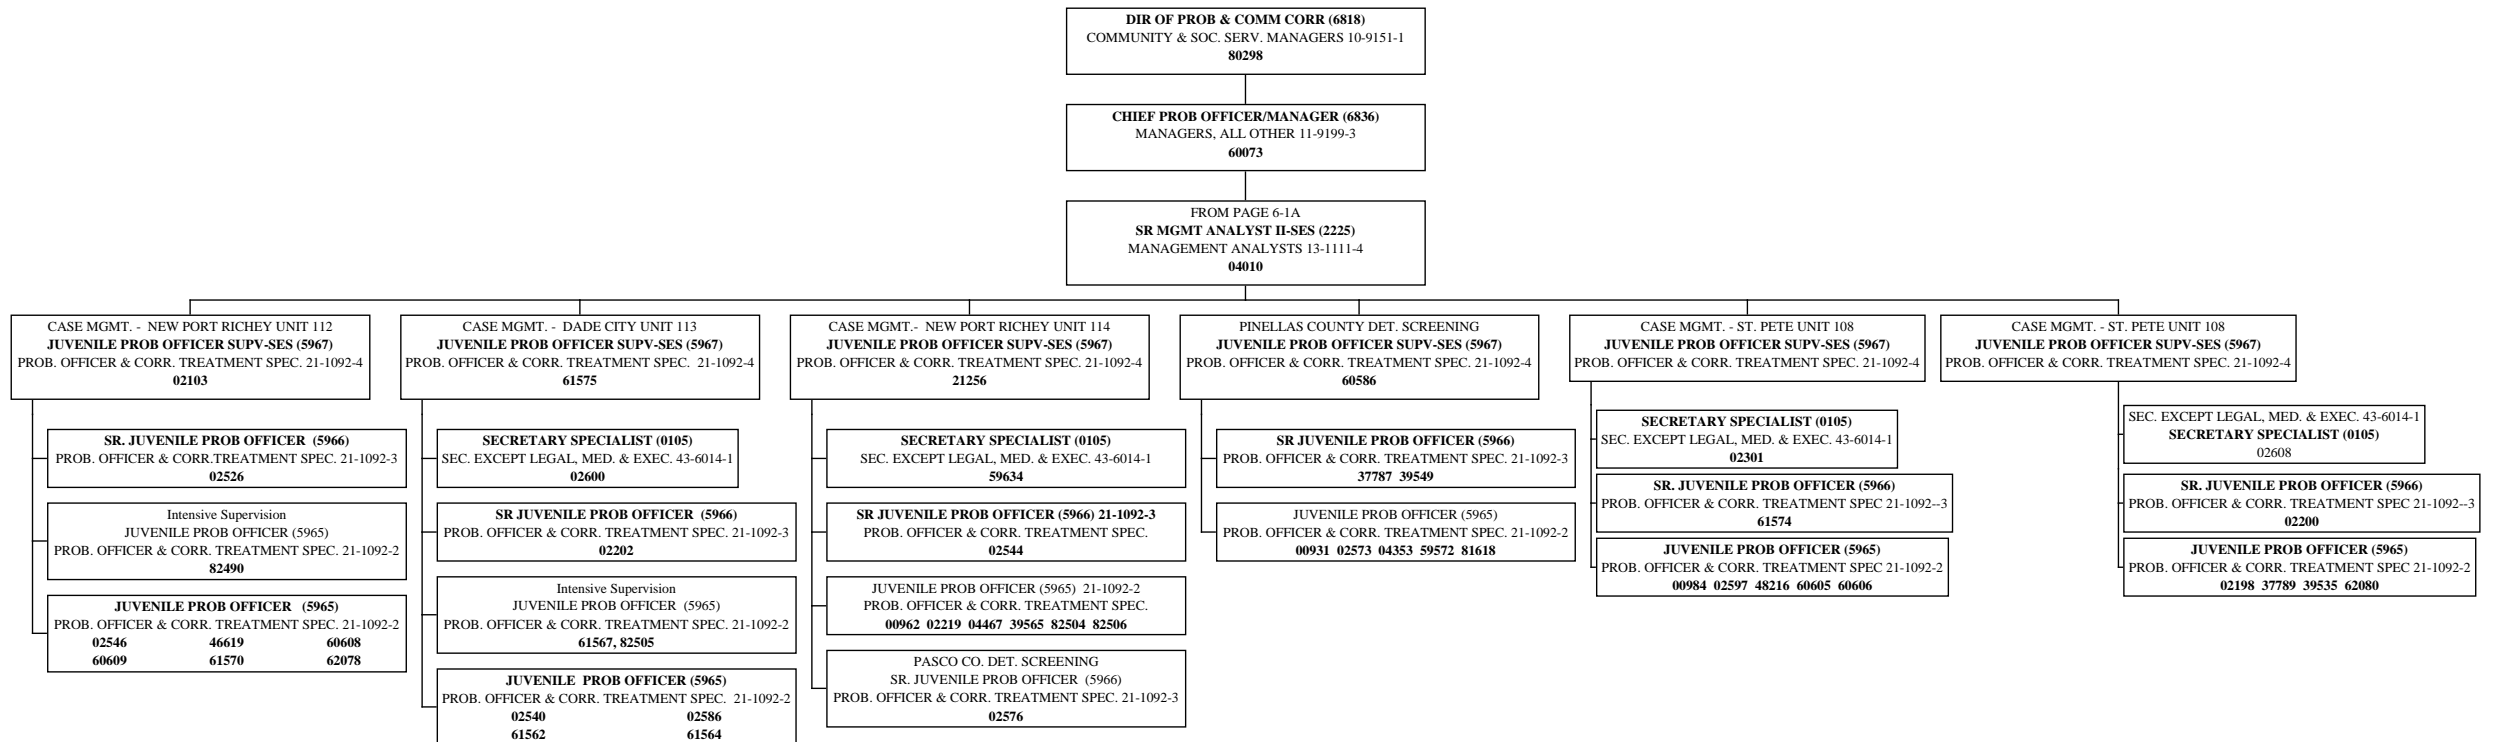 DIR OF PROB & COMM CORR (6818)
COMMUNITY & SOC. SERV. MANAGERS 10-9151-1
80298
CHIEF PROB OFFICER/MANAGER (6836)
MANAGERS, ALL OTHER 11-9199-3
60073
FROM PAGE 6-1A
SR MGMT ANALYST II-SES (2225)
MANAGEMENT ANALYSTS 13-1111-4
04010
CASE MGMT. - NEW PORT RICHEY UNIT 112
JUVENILE PROB OFFICER SUPV-SES (5967)
PROB. OFFICER & CORR. TREATMENT SPEC. 21-1092-4
02103
SR. JUVENILE PROB OFFICER (5966)
PROB. OFFICER & CORR.TREATMENT SPEC. 21-1092-3
02526
Intensive Supervision
JUVENILE PROB OFFICER (5965)
PROB. OFFICER & CORR. TREATMENT SPEC. 21-1092-2
82490
JUVENILE PROB OFFICER (5965)
PROB. OFFICER & CORR. TREATMENT SPEC. 21-1092-2
02546 46619 60608
60609 61570 62078
CASE MGMT. - DADE CITY UNIT 113
JUVENILE PROB OFFICER SUPV-SES (5967)
PROB. OFFICER & CORR. TREATMENT SPEC. 21-1092-4
61575
SECRETARY SPECIALIST (0105)
SEC. EXCEPT LEGAL, MED. & EXEC. 43-6014-1
02600
SR JUVENILE PROB OFFICER (5966)
PROB. OFFICER & CORR. TREATMENT SPEC. 21-1092-3
02202
Intensive Supervision
JUVENILE PROB OFFICER (5965)
PROB. OFFICER & CORR. TREATMENT SPEC. 21-1092-2
61567, 82505
JUVENILE PROB OFFICER (5965)
PROB. OFFICER & CORR. TREATMENT SPEC. 21-1092-2
02540 02586
61562 61564
CASE MGMT.- NEW PORT RICHEY UNIT 114
JUVENILE PROB OFFICER SUPV-SES (5967)
PROB. OFFICER & CORR. TREATMENT SPEC. 21-1092-4
21256
SECRETARY SPECIALIST (0105)
SEC. EXCEPT LEGAL, MED. & EXEC. 43-6014-1
59634
SR JUVENILE PROB OFFICER (5966) 21-1092-3
PROB. OFFICER & CORR. TREATMENT SPEC.
02544
JUVENILE PROB OFFICER (5965) 21-1092-2
PROB. OFFICER & CORR. TREATMENT SPEC.
00962 02219 04467 39565 82504 82506
PASCO CO. DET. SCREENING
SR. JUVENILE PROB OFFICER (5966)
PROB. OFFICER & CORR. TREATMENT SPEC. 21-1092-3
02576
PINELLAS COUNTY DET. SCREENING
JUVENILE PROB OFFICER SUPV-SES (5967)
PROB. OFFICER & CORR. TREATMENT SPEC. 21-1092-4
60586
SR JUVENILE PROB OFFICER (5966)
PROB. OFFICER & CORR. TREATMENT SPEC. 21-1092-3
37787 39549
JUVENILE PROB OFFICER (5965)
PROB. OFFICER & CORR. TREATMENT SPEC. 21-1092-2
00931 02573 04353 59572 81618
CASE MGMT. - ST. PETE UNIT 108
JUVENILE PROB OFFICER SUPV-SES (5967)
PROB. OFFICER & CORR. TREATMENT SPEC. 21-1092-4
SECRETARY SPECIALIST (0105)
SEC. EXCEPT LEGAL, MED. & EXEC. 43-6014-1
02301
SR. JUVENILE PROB OFFICER (5966)
PROB. OFFICER & CORR. TREATMENT SPEC 21-1092--3
61574
JUVENILE PROB OFFICER (5965)
PROB. OFFICER & CORR. TREATMENT SPEC 21-1092-2
00984 02597 48216 60605 60606
CASE MGMT. - ST. PETE UNIT 108
JUVENILE PROB OFFICER SUPV-SES (5967)
PROB. OFFICER & CORR. TREATMENT SPEC. 21-1092-4
SEC. EXCEPT LEGAL, MED. & EXEC. 43-6014-1
SECRETARY SPECIALIST (0105)
02608
SR. JUVENILE PROB OFFICER (5966)
PROB. OFFICER & CORR. TREATMENT SPEC 21-1092--3
02200
JUVENILE PROB OFFICER (5965)
PROB. OFFICER & CORR. TREATMENT SPEC 21-1092-2
02198 37789 39535 62080